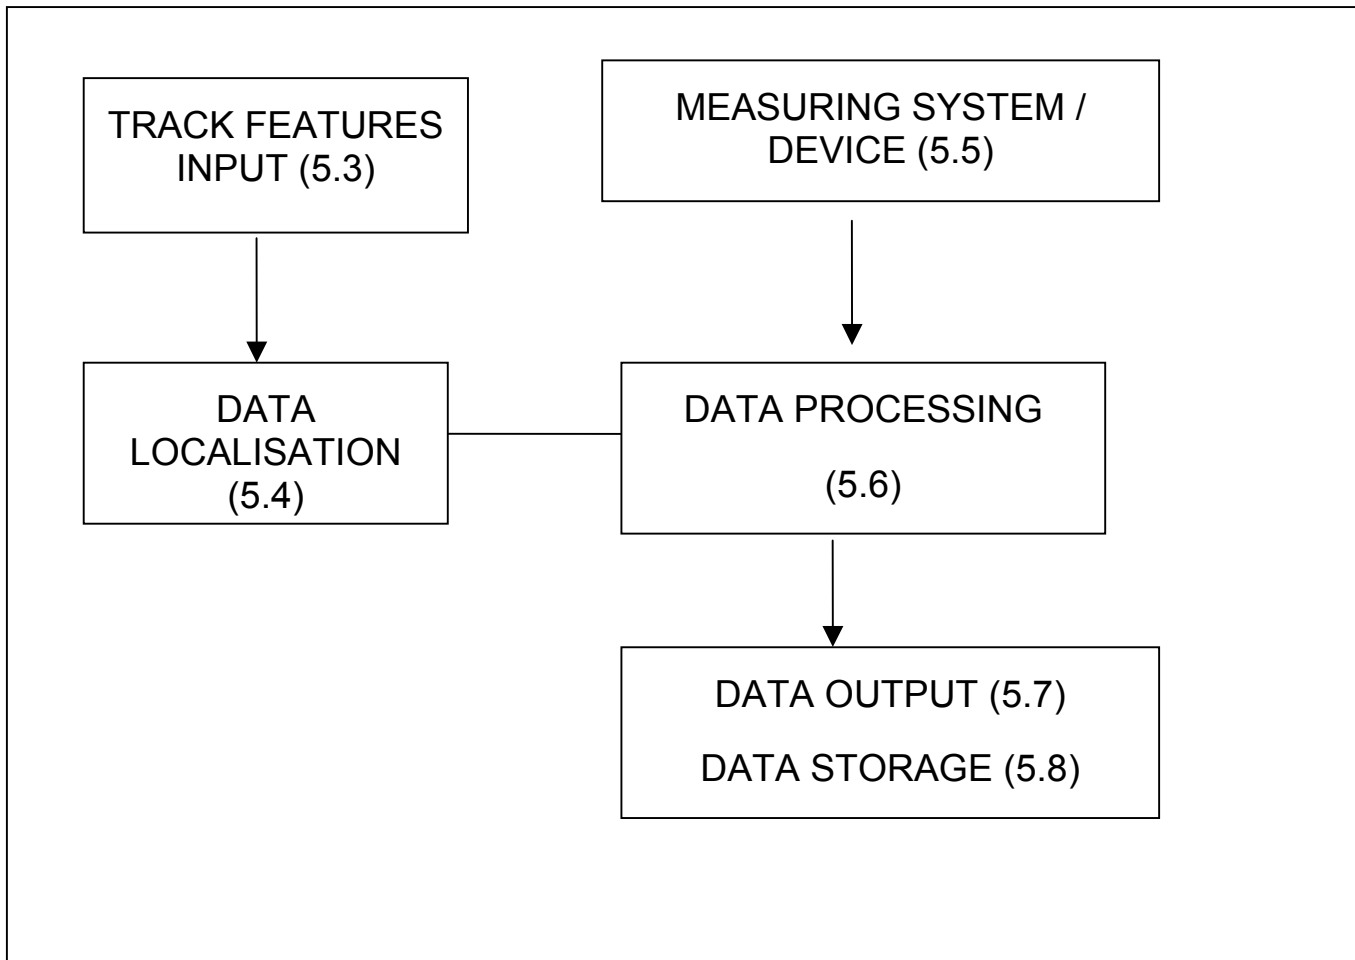 TRACK FEATURES
INPUT (5.3)
MEASURING SYSTEM /
DEVICE (5.5)
DATA
LOCALISATION
(5.4)
DATA PROCESSING
(5.6)
DATA OUTPUT (5.7)
DATA STORAGE (5.8)